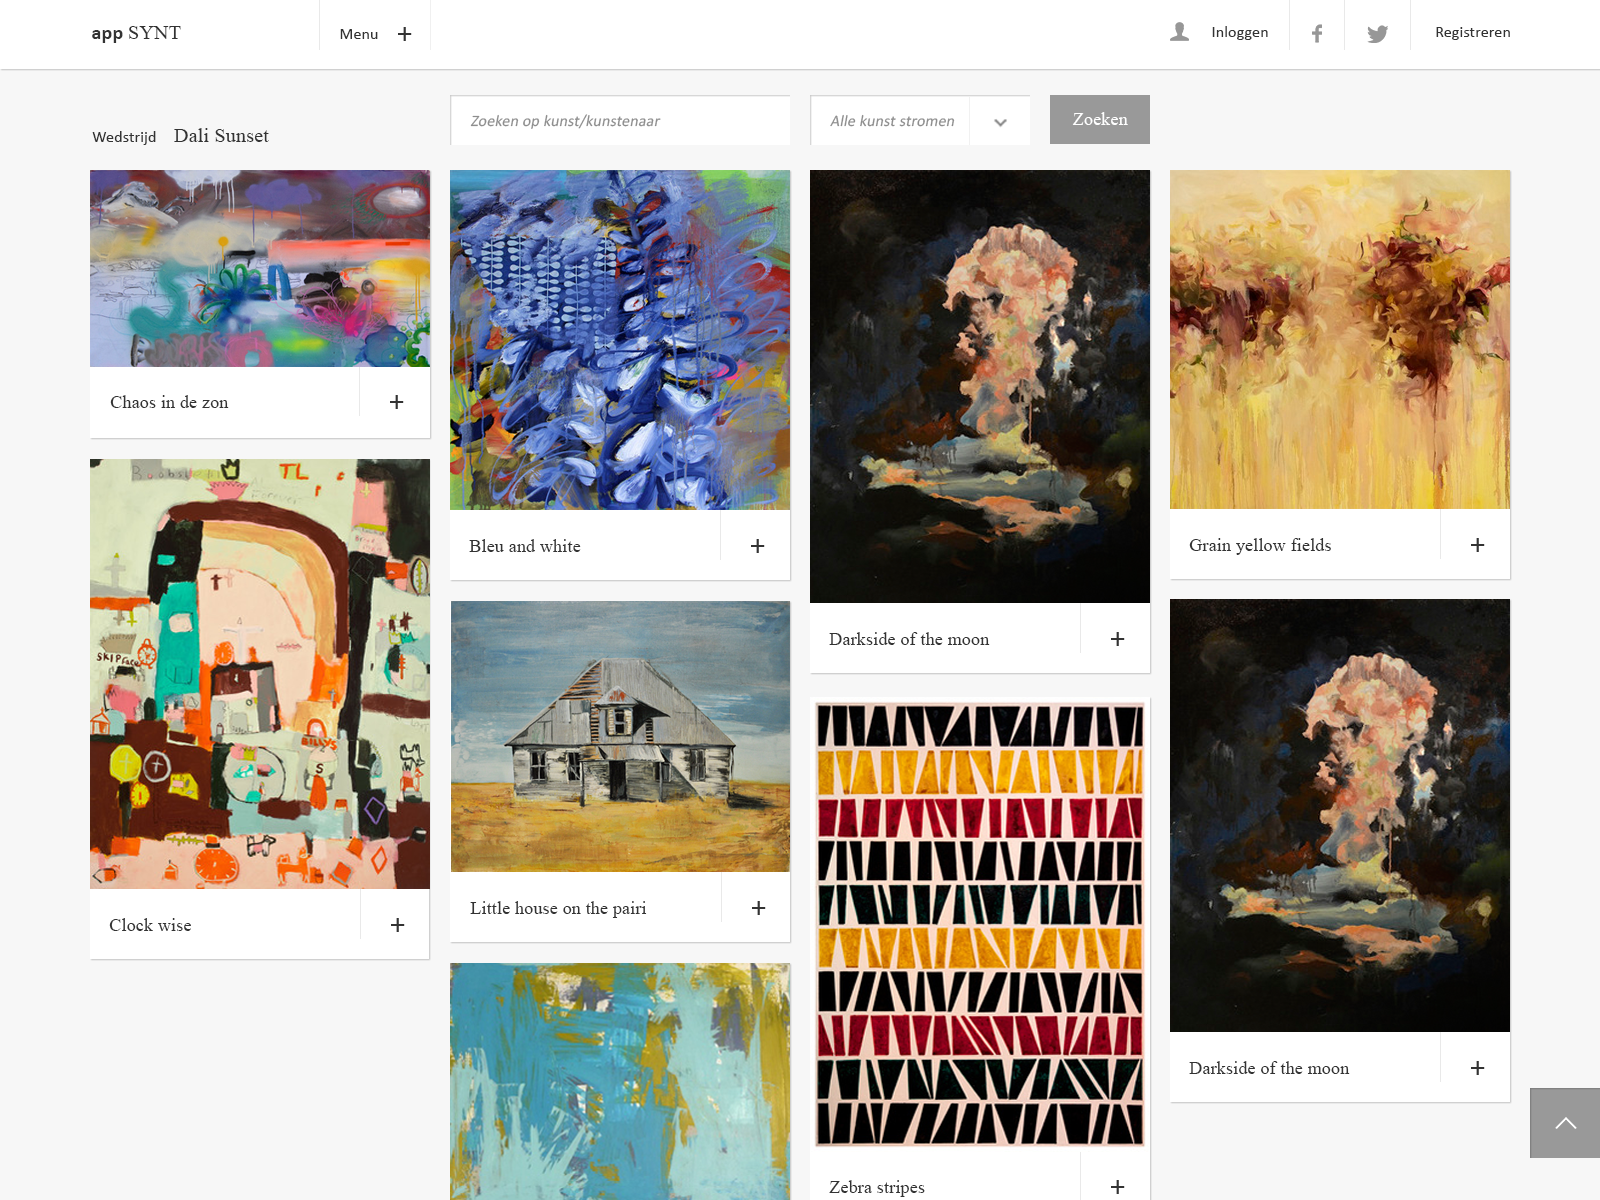 app SYNT
Menu +
Inloggen
Registreren
Wedstrijd Dali Sunset
Zoeken op kunst/kunstenaar
Alle kunst stromen
Zoeken
Chaos in de zon
Bleu and white
Darkside of the moon
Grain yellow fields
TL
SKIP
S
Clock wise
Little house on the pairi
Darkside of the moon
Zebra stripes